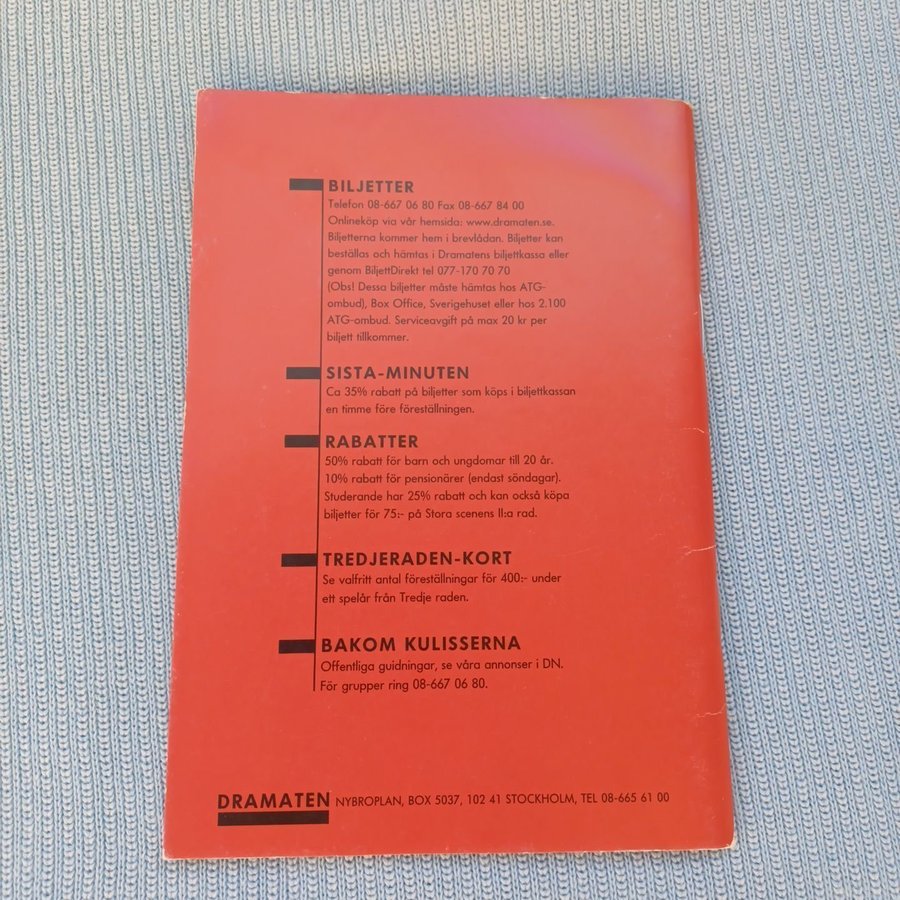 BILJETTER
Telefon 08-667 06 80 Fax 08-667 84 00
Onlineköp via vår hemsida: www.dramaten.se.
Biljetterna kommer hem i brevlådan. Biljetter kan
beställas och hämtas i Dramatens biljettkassa eller
genom BiljettDirekt tel 077-170 70 70
(Obs! Dessa biljetter måste hämtas hos ATG-
ombud), Box Office, Sverigehuset eller hos 2.100
ATG-ombud. Serviceavgift på max 20 kr per
biljett tillkommer.
SISTA-MINUTEN
Ca 35% rabatt på biljetter som köps i biljettkassan
en timme före föreställningen.
RABATTER
50% rabatt för barn och ungdomar till 20 år.
10% rabatt för pensionärer (endast söndagar).
Studerande har 25% rabatt och kan också köpa
biljetter för 75:- på Stora scenens II:a rad.
TREDJERADEN-KORT
Se valfritt antal föreställningar för 400:- under
ett spelår från Tredje raden.
BAKOM KULISSERNA
Offentliga guidningar, se våra annonser i DN.
För grupper ring 08-667 06 80.
DRAMATEN NYBROPLAN, BOX 5037, 102 41 STOCKHOLM, TEL 08-665 61 00